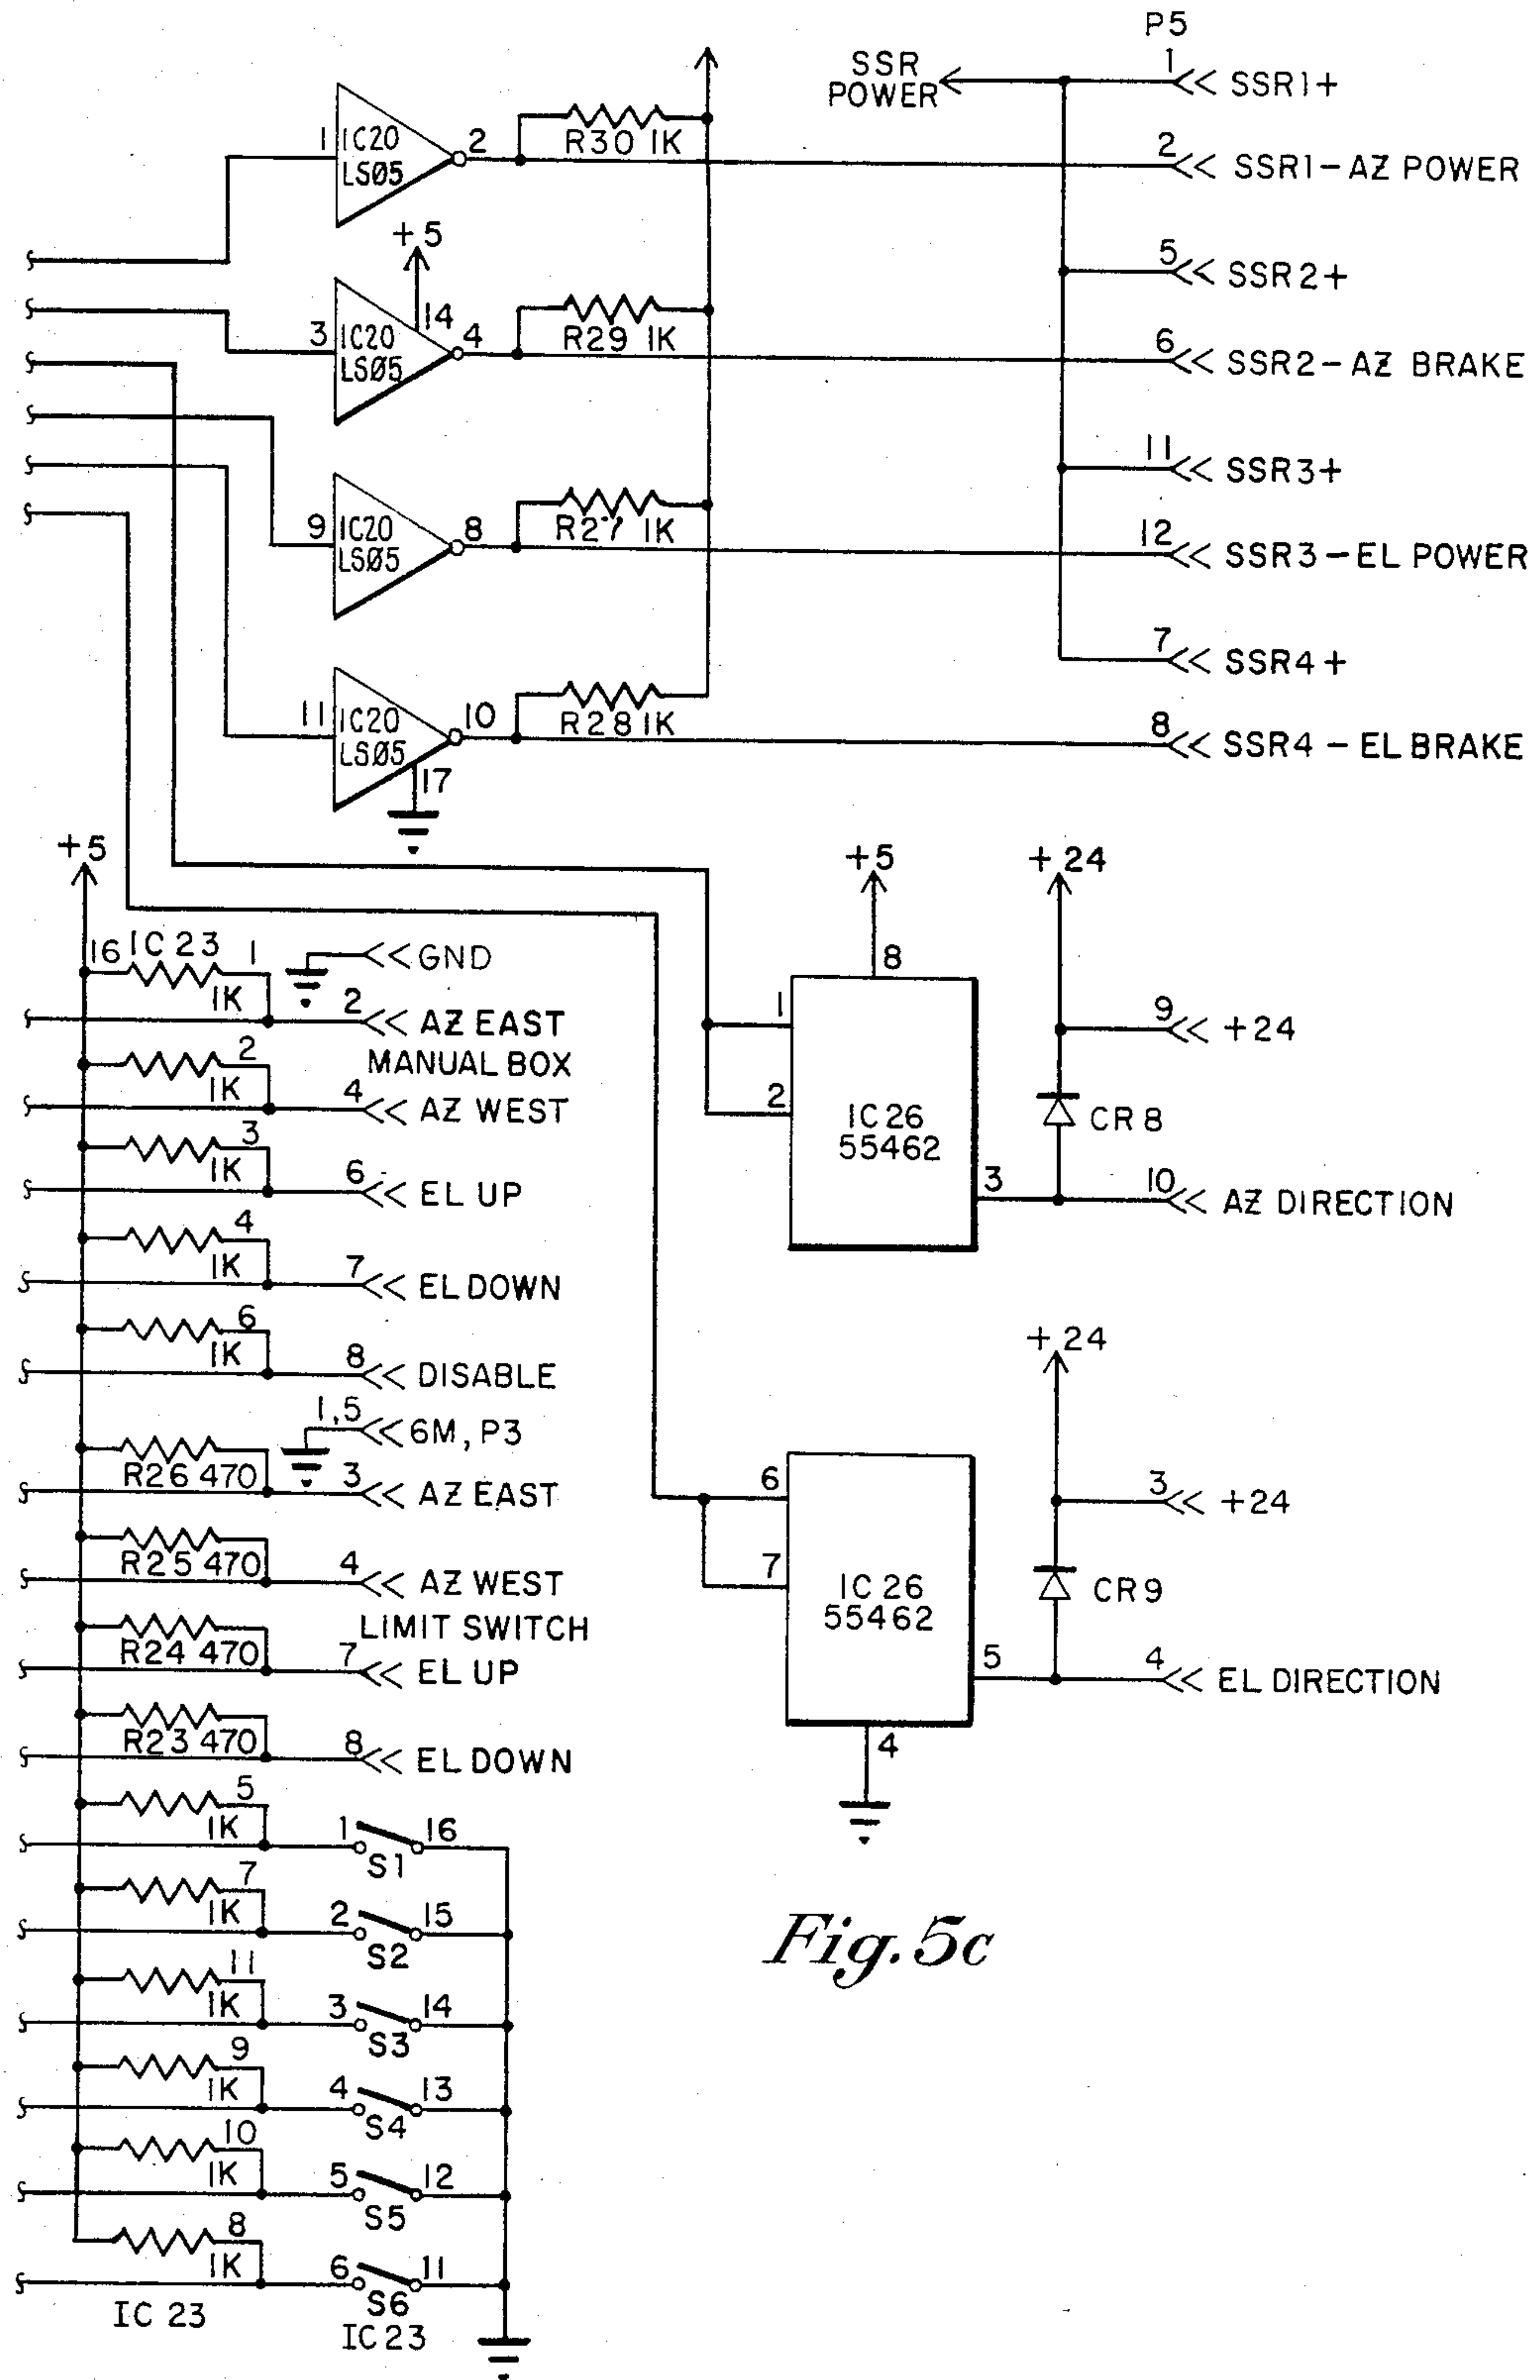 P5
SSR
POWER
1 SSR1+
1 IC20 2
LSØ5
R30 1K
2 SSR1-AZ POWER
+5
5 SSR2+
14
3 IC20 4
LSØ5
R29 1K
6 SSR2-AZ BRAKE
11 SSR3+
9 IC20 8
LSØ5
R27 1K
12 SSR3-EL POWER
7 SSR4+
11 IC20 10
LSØ5
R28 1K
8 SSR4-EL BRAKE
17
+5
16 IC 23 1
1K
GND
2 AZ EAST
MANUAL BOX
2
1K
4 AZ WEST
3
1K
6 EL UP
4
1K
7 EL DOWN
6
1K
8 DISABLE
1,5 6M, P3
R26 470
3 AZ EAST
R25 470
4 AZ WEST
LIMIT SWITCH
R24 470
7 EL UP
R23 470
8 EL DOWN
5
1K
1 16
S1
7
1K
2 15
S2
11
1K
3 14
S3
9
1K
4 13
S4
10
1K
5 12
S5
8
1K
6 11
S6
IC 23
IC 23
+5
8
+24
1
9 +24
2
IC 26
55462
CR8
3
10 AZ DIRECTION
+24
6
3 +24
7
IC 26
55462
CR9
5
4 EL DIRECTION
4
Fig. 5c